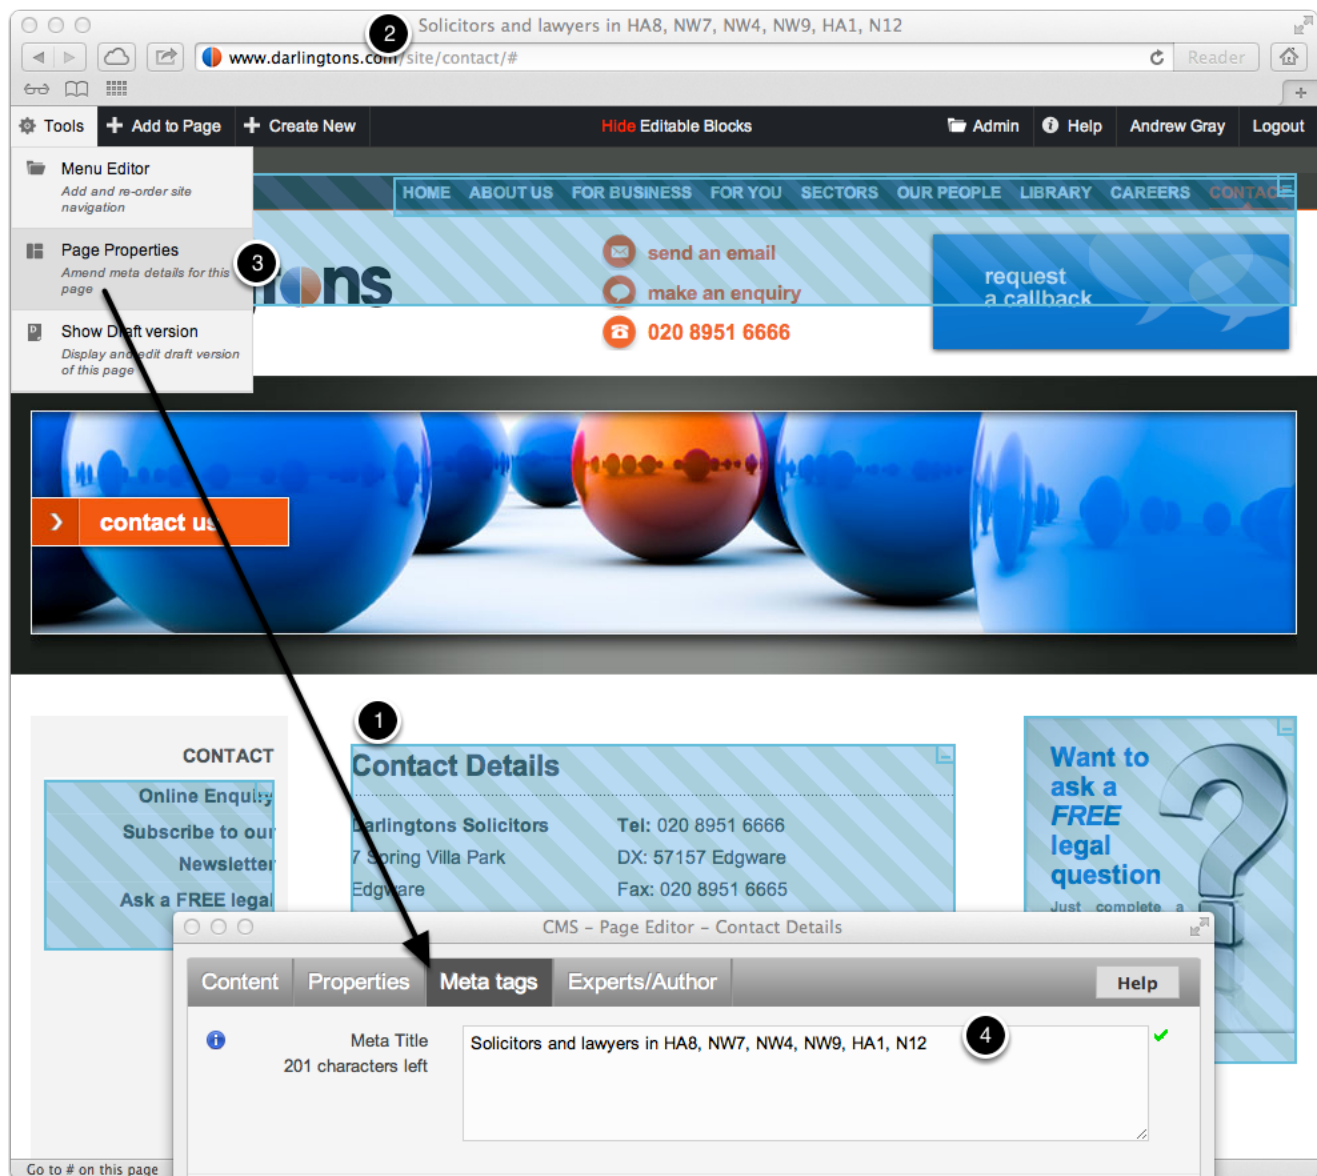 Solicitors and lawyers in HA8, NW7, NW4, NW9, HA1, N12
2
www.darlingtons.com/site/contact/#
Reader
Tools
Add to Page
Create New
Hide Editable Blocks
Admin
Help
Andrew Gray
Logout
Menu Editor
Add and re-order site
navigation
Page Properties
Amend meta details for this
page
3
Show Draft version
Display and edit draft version
of this page
HOME ABOUT US FOR BUSINESS FOR YOU SECTORS OUR PEOPLE LIBRARY CAREERS CONTACT
send an email
make an enquiry
020 8951 6666
request
a callback
contact us
1
CONTACT
Online Enquiry
Subscribe to our
Newsletter
Ask a FREE legal
Contact Details
Darlingtons Solicitors
7 Spring Villa Park
Edgware
Tel: 020 8951 6666
DX: 57157 Edgware
Fax: 020 8951 6665
Want to
ask a
FREE
legal
question
Just complete a
CMS – Page Editor – Contact Details
Content
Properties
Meta tags
Experts/Author
Help
Meta Title
201 characters left
Solicitors and lawyers in HA8, NW7, NW4, NW9, HA1, N12
4
Go to # on this page